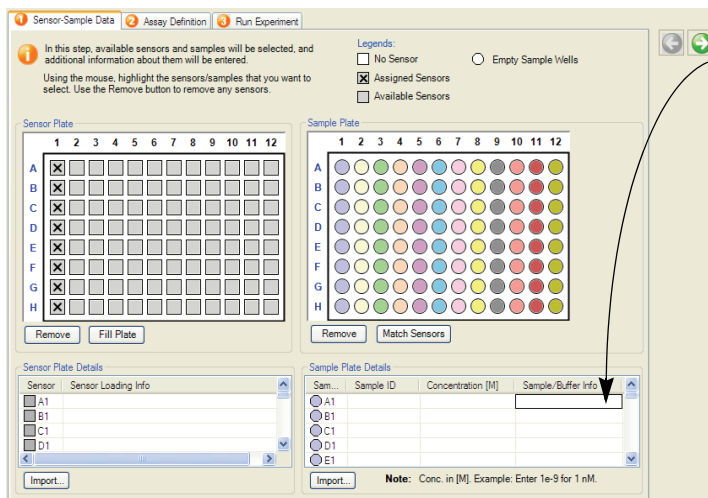 1 Sensor-Sample Data 2 Assay Definition 3 Run Experiment
In this step, available sensors and samples will be selected, and
additional information about them will be entered.
Using the mouse, highlight the sensors/samples that you want to
select. Use the Remove button to remove any sensors.
Legends:
No Sensor Empty Sample Wells
Assigned Sensors
Available Sensors
Sensor Plate
1 2 3 4 5 6 7 8 9 10 11 12
A
B
C
D
E
F
G
H
Remove Fill Plate
Sample Plate
1 2 3 4 5 6 7 8 9 10 11 12
A
B
C
D
E
F
G
H
Remove Match Sensors
Sensor Plate Details
Sensor Sensor Loading Info
A1
B1
C1
D1
Import...
Sample Plate Details
Sam... Sample ID Concentration [M] Sample/Buffer Info
A1
B1
C1
D1
E1
Import... Note: Conc. in [M]. Example: Enter 1e-9 for 1 nM.